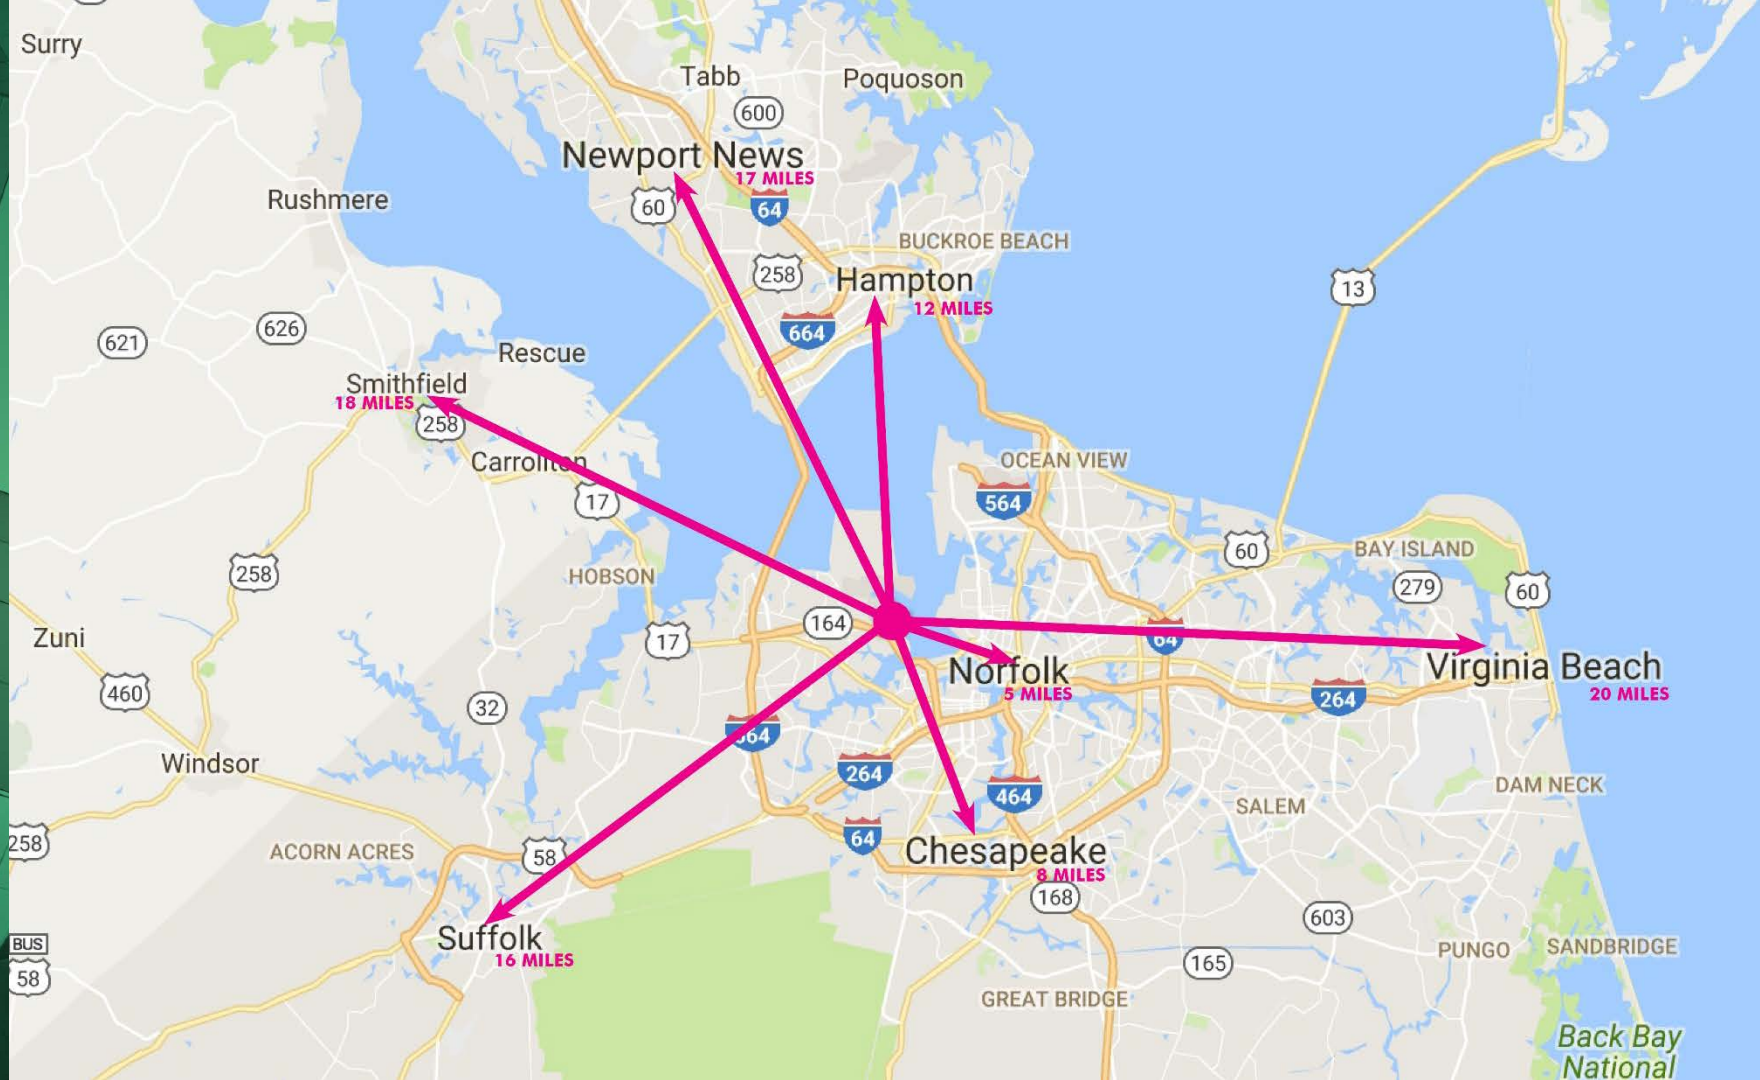 Surry
Tabb
Poquoson
600
Newport News
17 MILES
Rushmere
60
64
BUCKROE BEACH
258
Hampton
12 MILES
13
621
626
664
Rescue
Smithfield
18 MILES
258
Carrollton
OCEAN VIEW
17
564
60
BAY ISLAND
258
HOBSON
279
60
164
Zuni
17
64
Norfolk
5 MILES
Virginia Beach
20 MILES
460
32
264
664
Windsor
264
464
DAM NECK
SALEM
258
64
ACORN ACRES
58
Chesapeake
8 MILES
168
603
Suffolk
16 MILES
BUS
58
165
PUNGO
SANDBRIDGE
GREAT BRIDGE
Back Bay
National